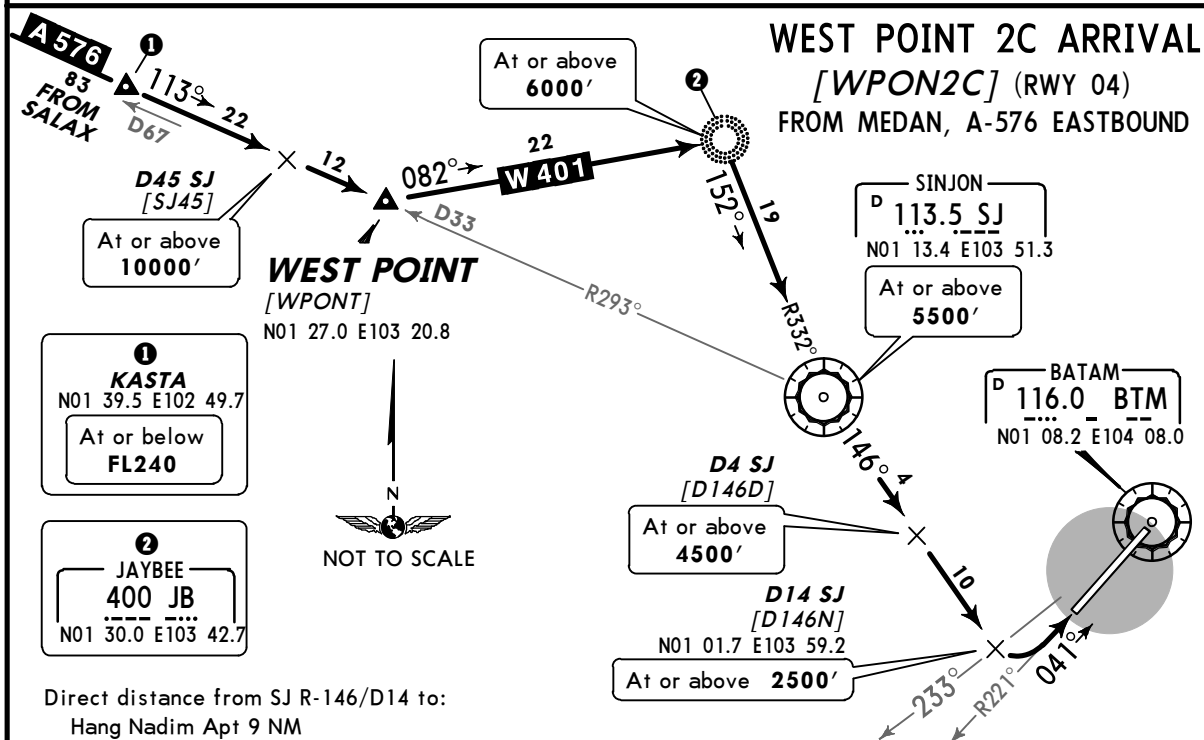 WEST POINT 2C ARRIVAL
[WPON2C] (RWY 04)
FROM MEDAN, A-576 EASTBOUND
A 576
83
FROM
SALAX
1
113°
22
D67
D45 SJ
[SJ45]
At or above
10000′
12
WEST POINT
[WPONT]
N01 27.0 E103 20.8
082°
22
W 401
At or above
6000′
2
152°
19
D33
R293°
R332°
SINJON
D 113.5 SJ
N01 13.4 E103 51.3
At or above
5500′
1
KASTA
N01 39.5 E102 49.7
At or below
FL240
2
JAYBEE
400 JB
N01 30.0 E103 42.7
N
NOT TO SCALE
146°
4
D4 SJ
[D146D]
At or above
4500′
10
D14 SJ
[D146N]
N01 01.7 E103 59.2
At or above 2500′
BATAM
D 116.0 BTM
N01 08.2 E104 08.0
041°
233°
R221°
Direct distance from SJ R-146/D14 to:
Hang Nadim Apt 9 NM